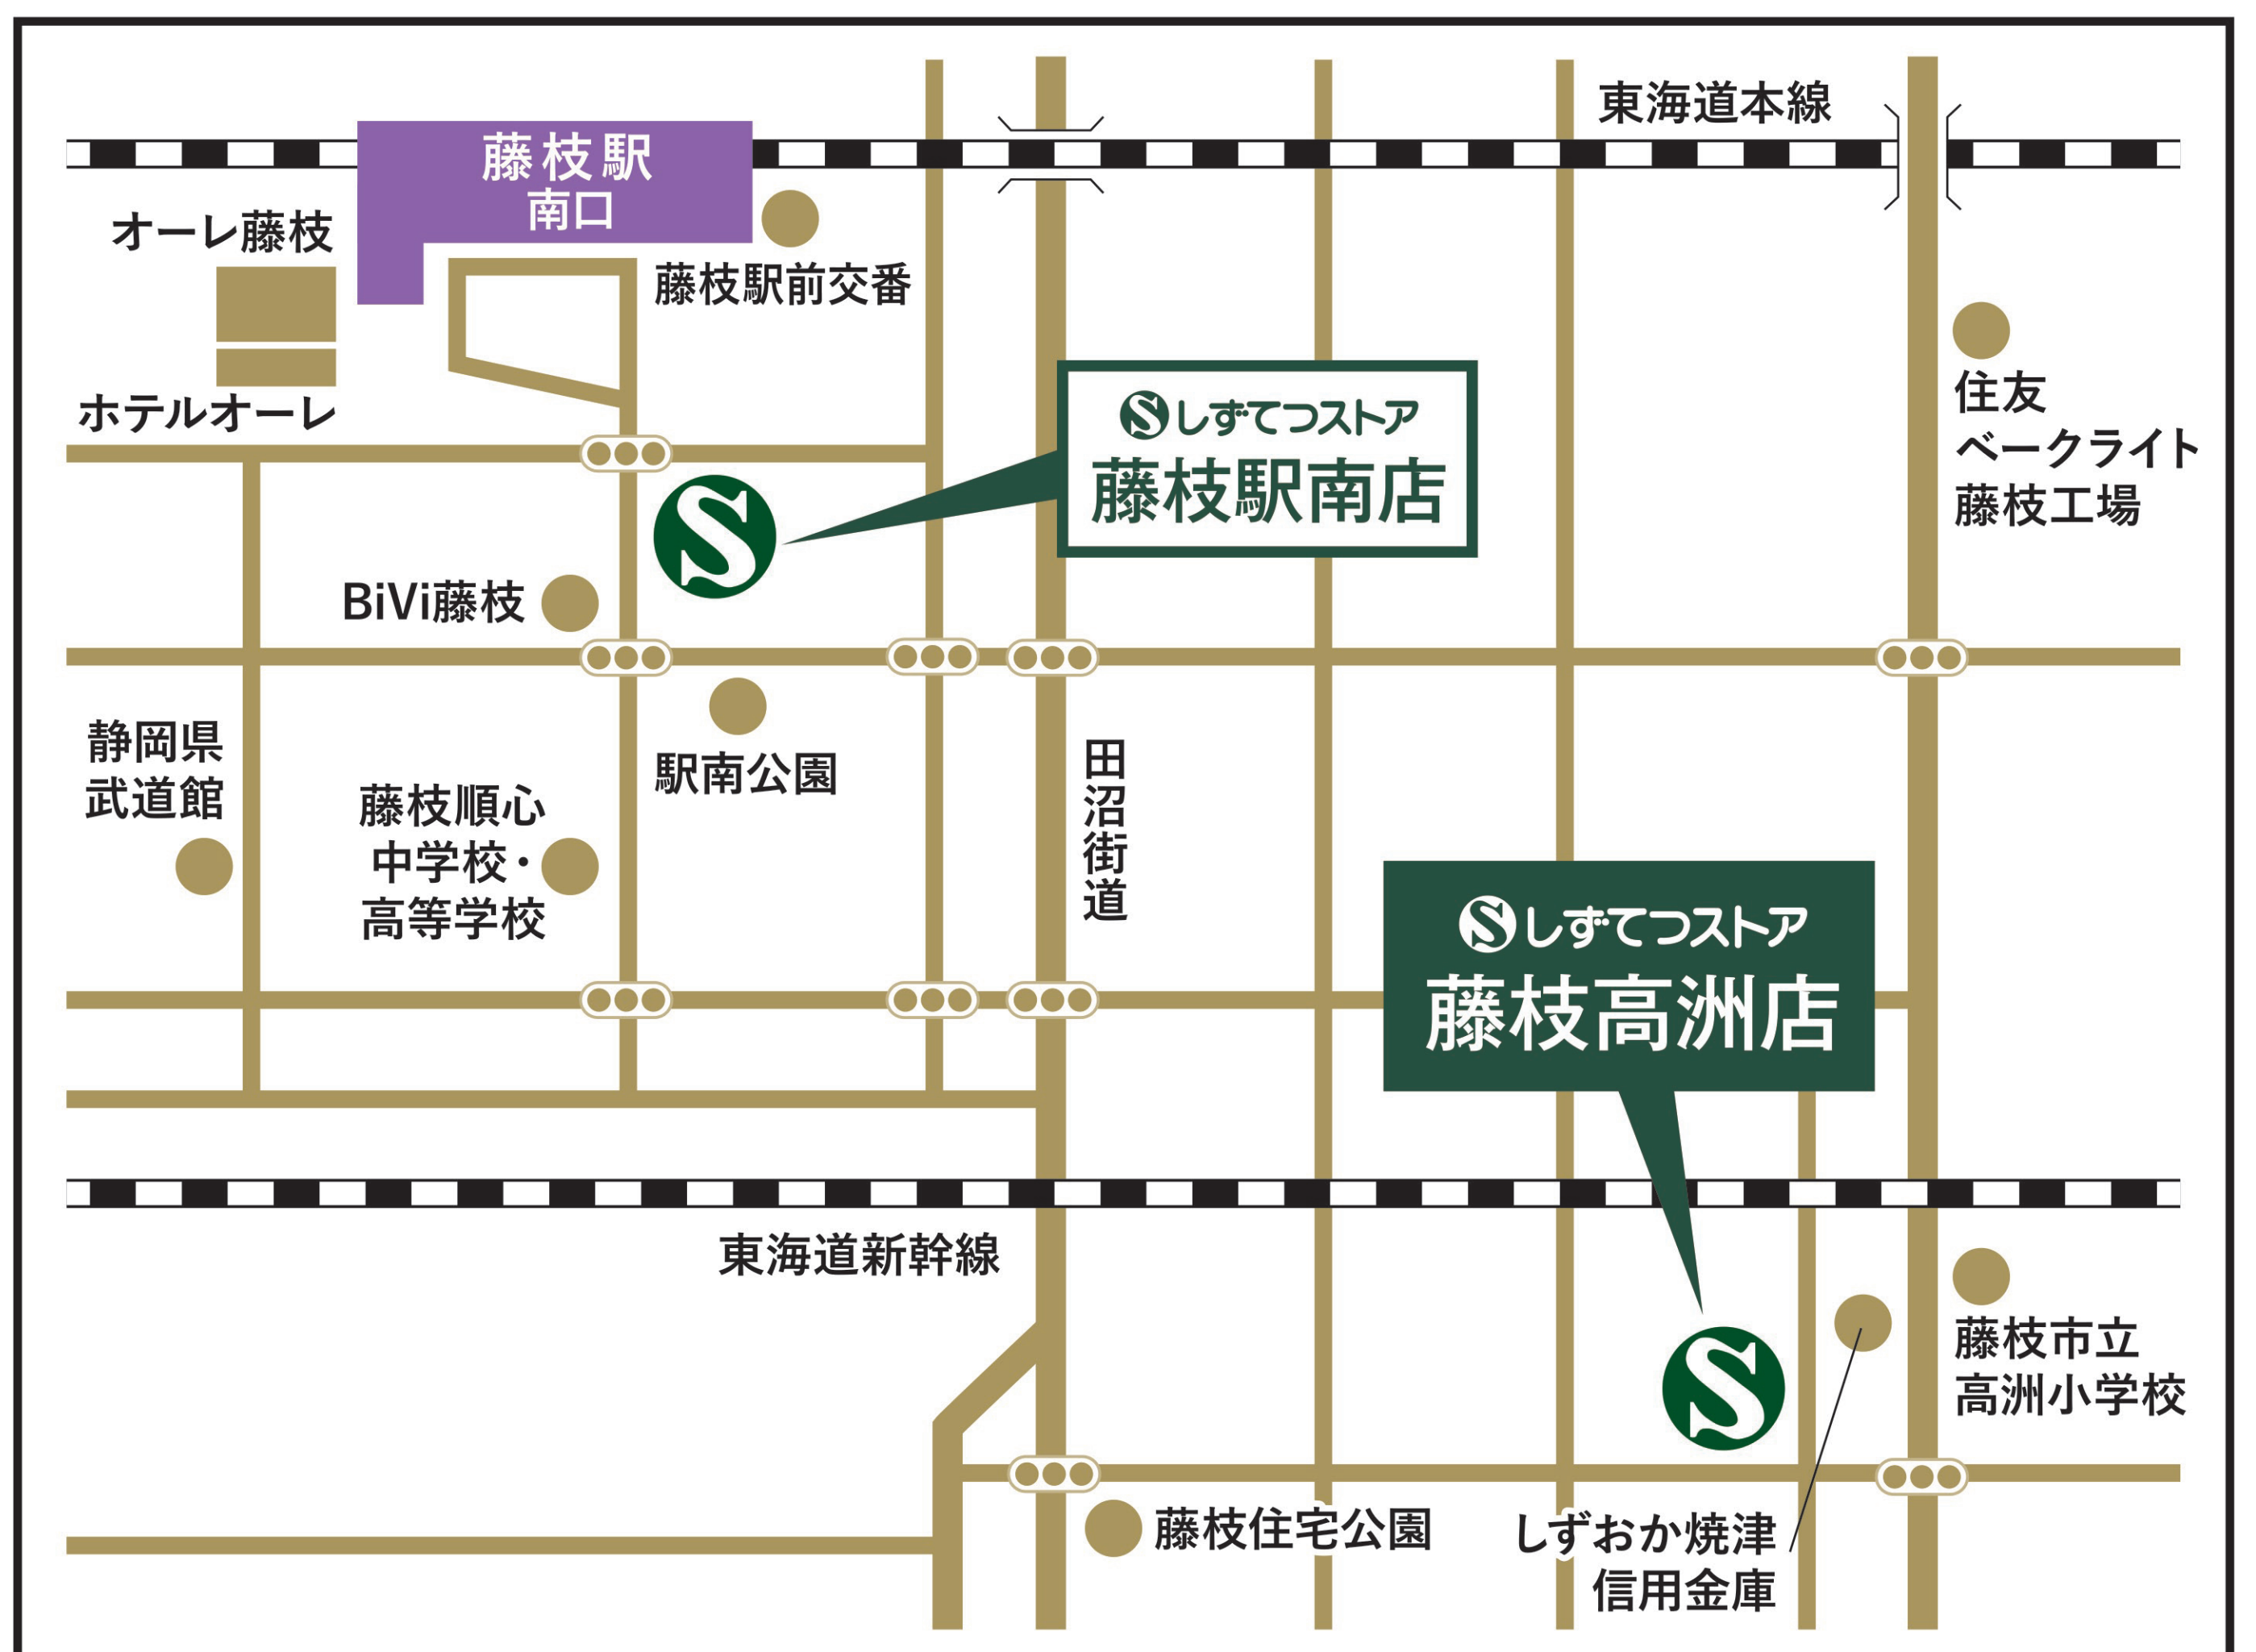 東海道本線
藤枝駅
南口
オーレ藤枝
藤枝駅前交番
ホテルオーレ
しずてつストア
藤枝駅南店
住友
ベークライト
藤枝工場
BiVi藤枝
静岡県
武道館
藤枝順心
中学校・
高等学校
駅南公園
田沼街道
しずてつストア
藤枝高洲店
東海道新幹線
藤枝市立
高洲小学校
藤枝住宅公園
しずおか焼津
信用金庫